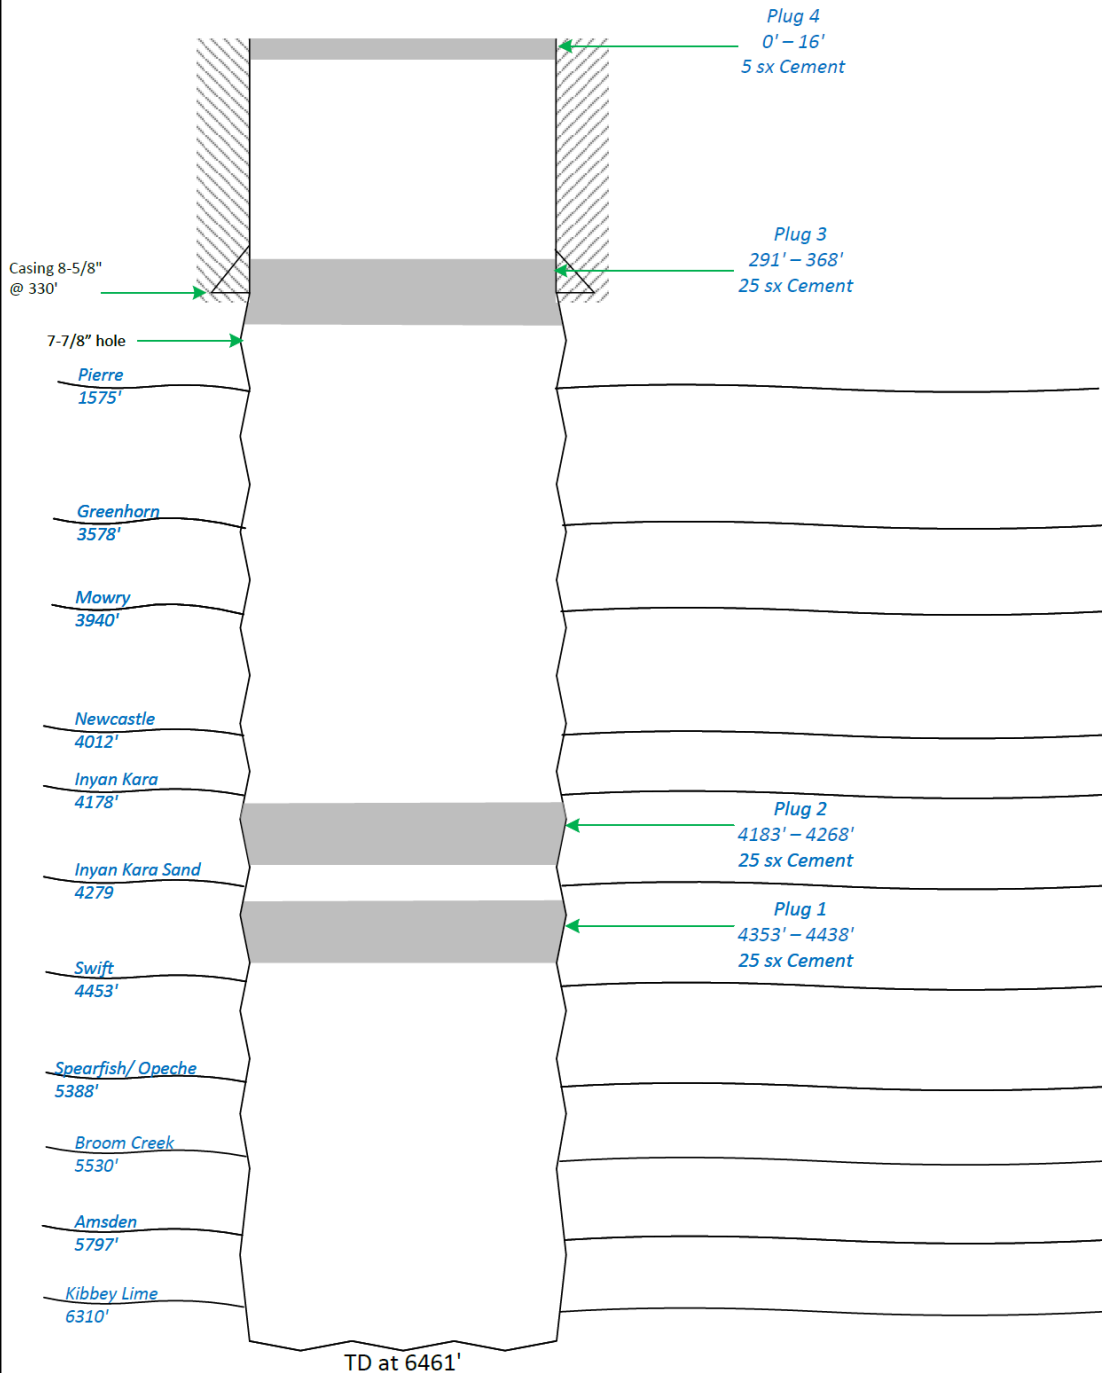 Plug 4
0' – 16'
5 sx Cement
Plug 3
291' – 368'
25 sx Cement
Casing 8-5/8"
@ 330'
7-7/8” hole
Pierre
1575'
Greenhorn
3578'
Mowry
3940'
Newcastle
4012'
Inyan Kara
4178'
Plug 2
4183' – 4268'
25 sx Cement
Inyan Kara Sand
4279
Plug 1
4353' – 4438'
25 sx Cement
Swift
4453'
Spearfish/ Opeche
5388'
Broom Creek
5530'
Amsden
5797'
Kibbey Lime
6310'
TD at 6461'